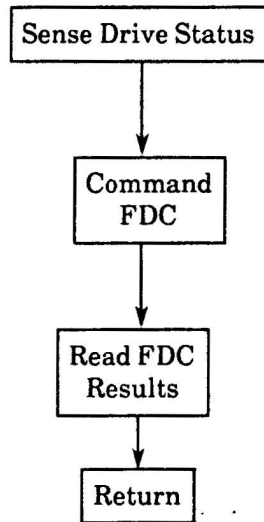 Sense Drive Status
Command
FDC
Read FDC
Results
Return